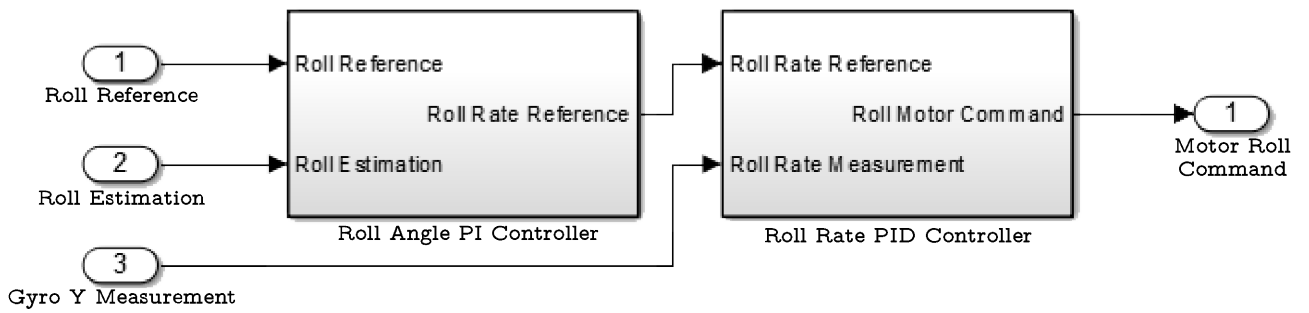 1
Roll Reference
2
Roll Estimation
3
Gyro Y Measurement
Roll Reference
Roll Rate Reference
Roll Estimation
Roll Angle PI Controller
Roll Rate Reference
Roll Motor Command
Roll Rate Measurement
Roll Rate PID Controller
1
Motor Roll
Command